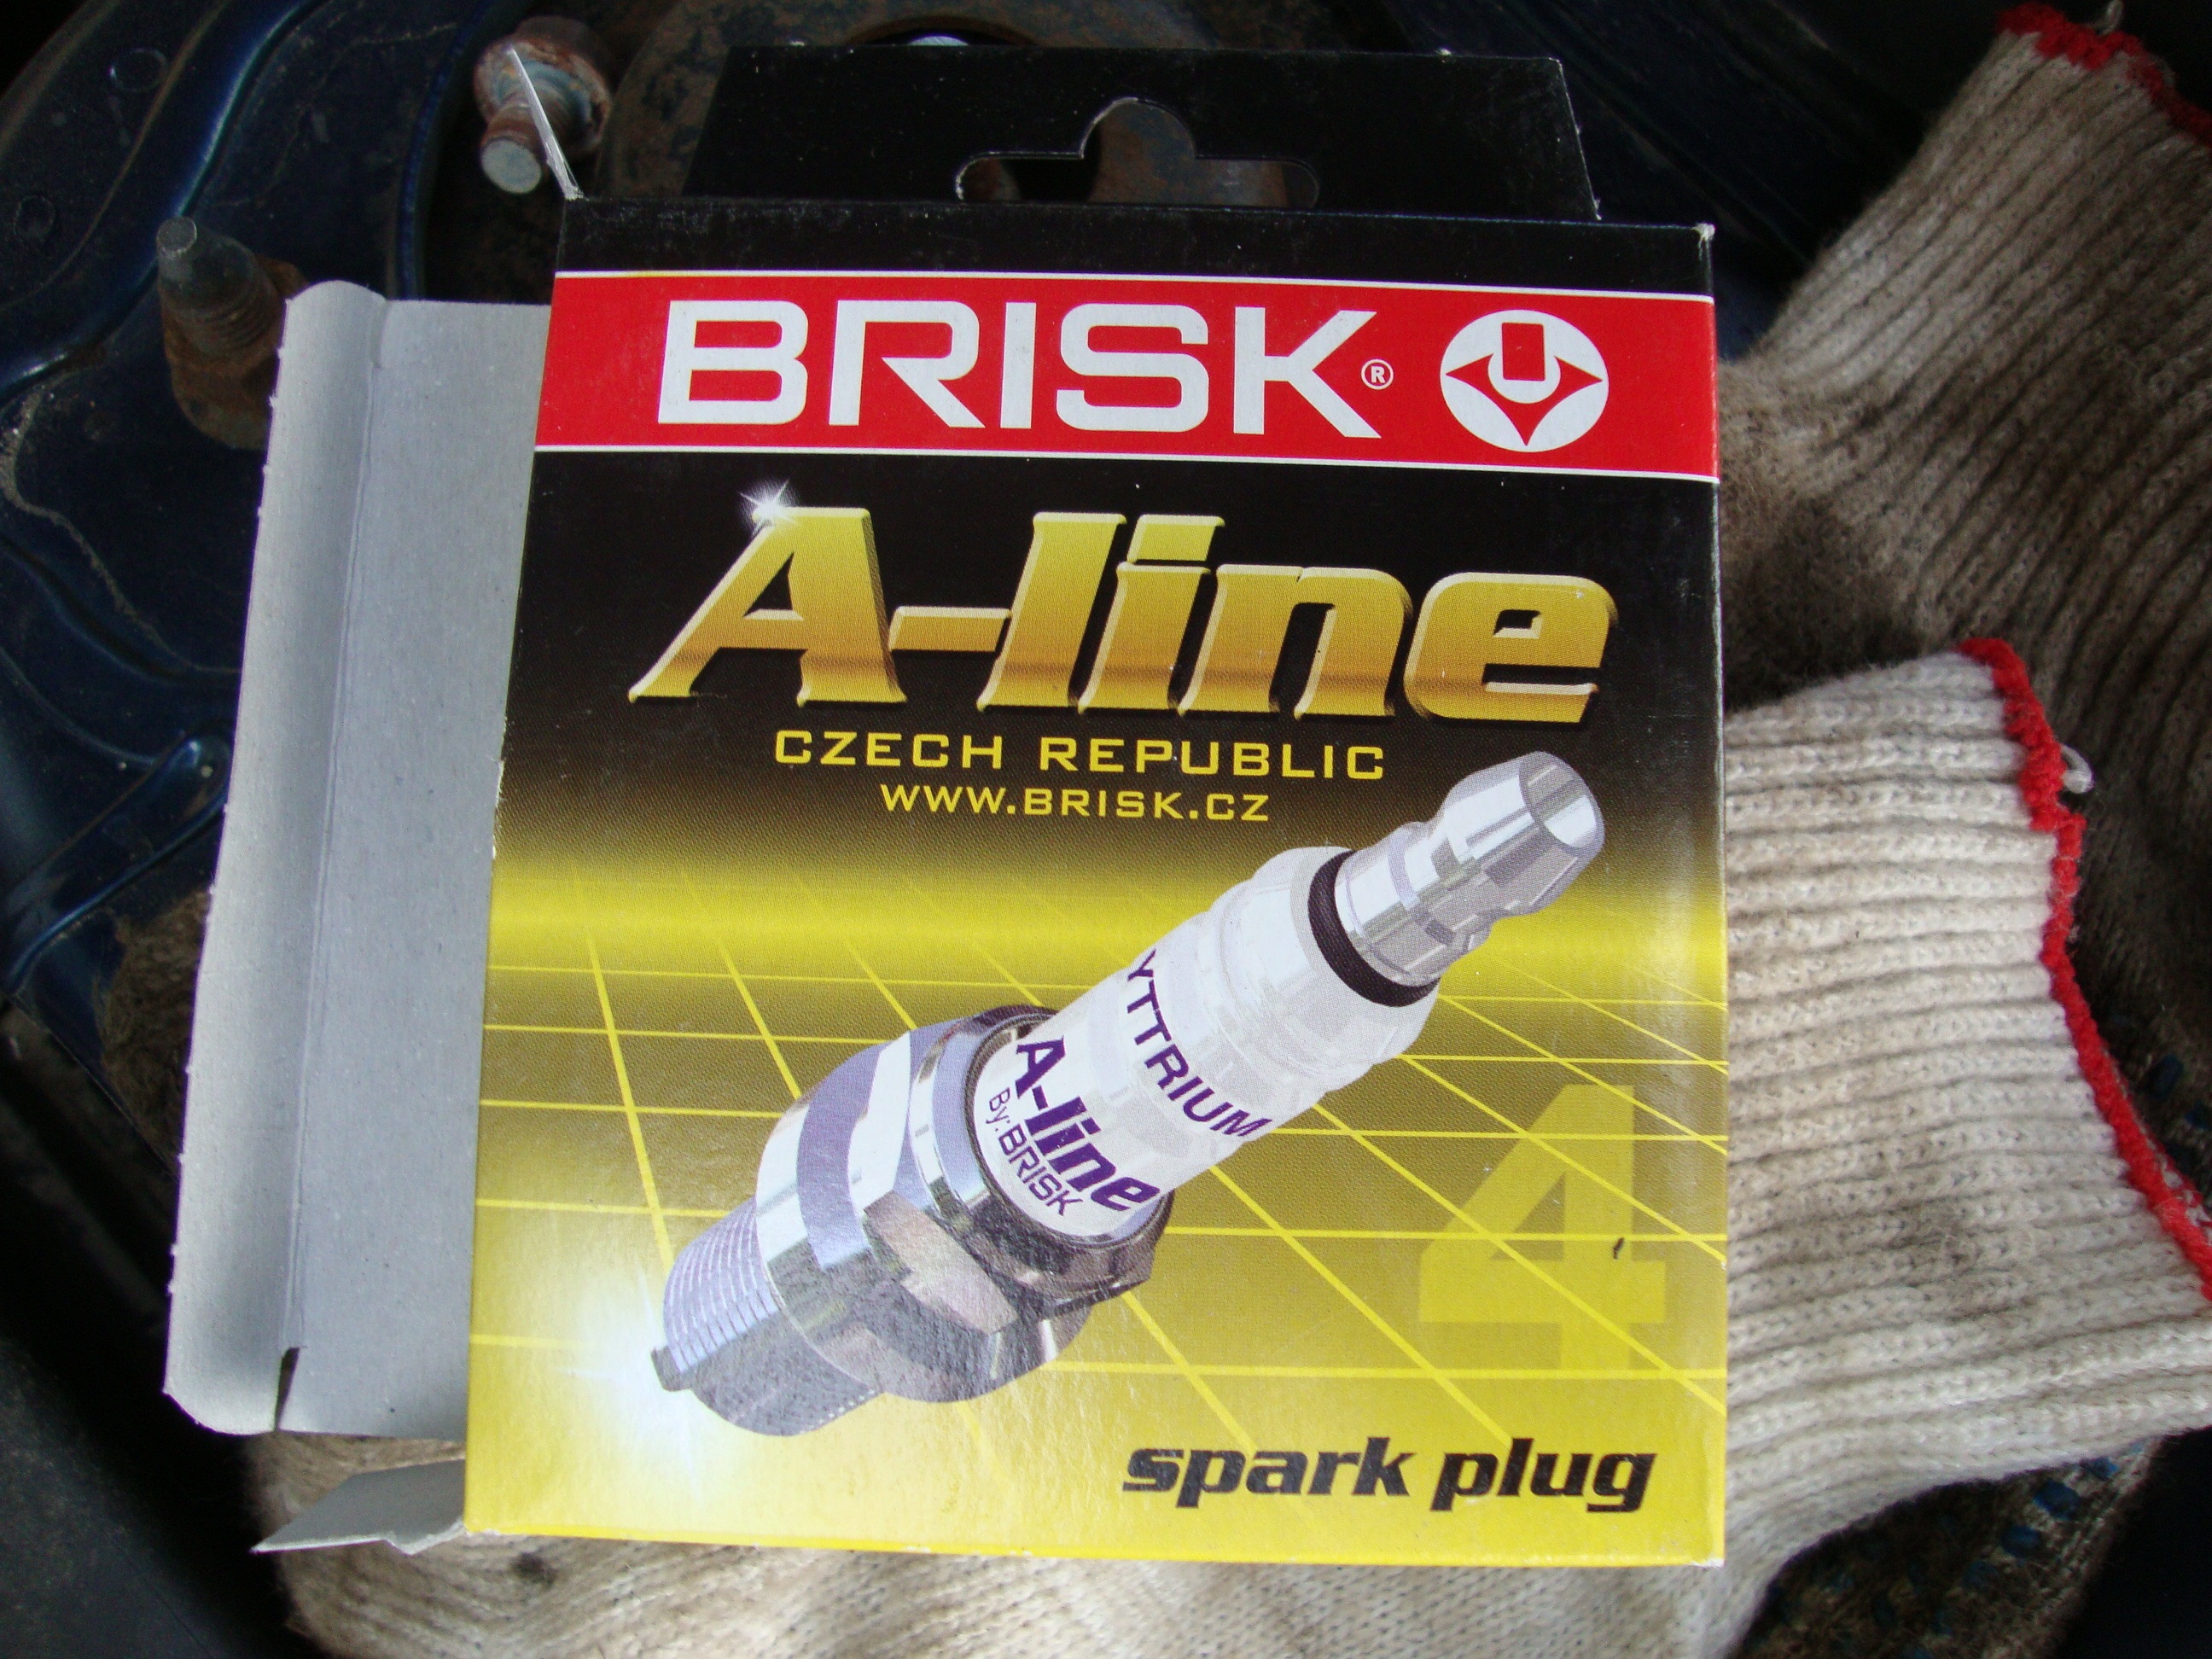 BRISK®
A-line
CZECH REPUBLIC
WWW.BRISK.CZ
YTTRIUM
A-line
By:BRISK
4
spark plug